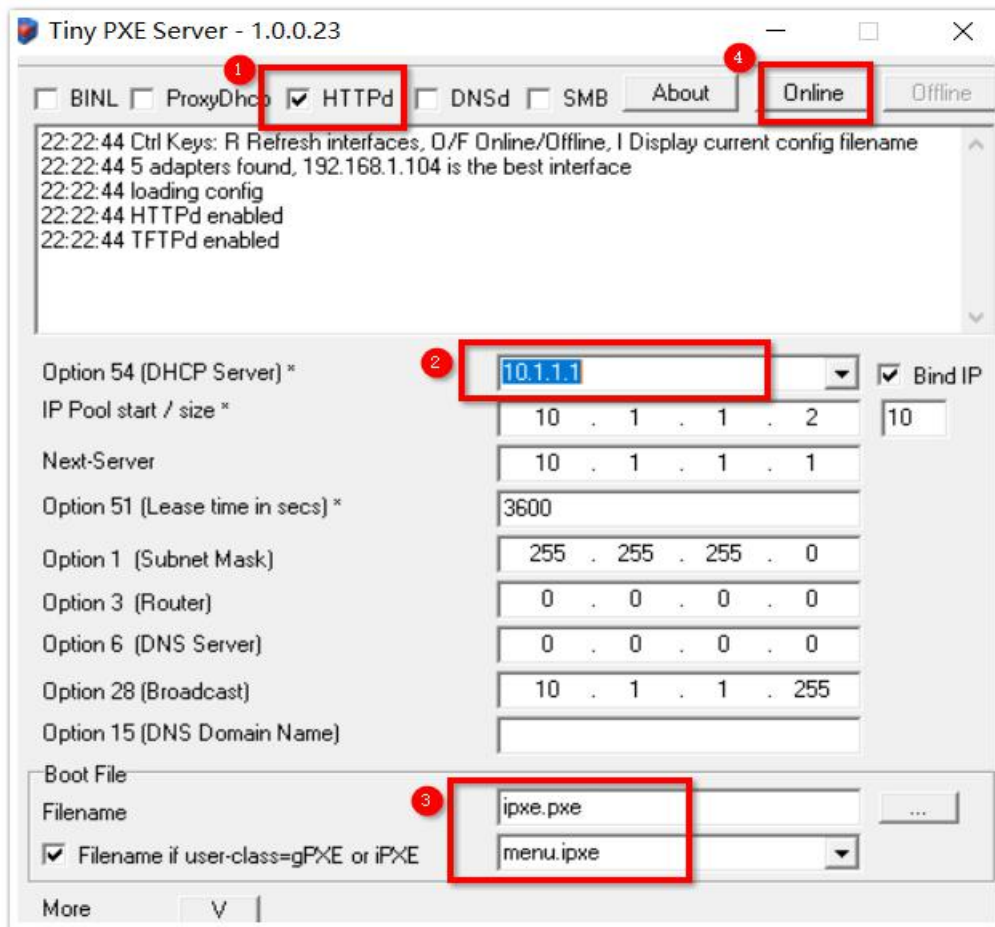 Tiny PXE Server - 1.0.0.23
1 4
BINL ProxyDhcp HTTPd DNSd SMB About Online Offline
22:22:44 Ctrl Keys: R Refresh interfaces, O/F Online/Offline, I Display current config filename
22:22:44 5 adapters found, 192.168.1.104 is the best interface
22:22:44 loading config
22:22:44 HTTPd enabled
22:22:44 TFTPd enabled
Option 54 (DHCP Server) * 2 10.1.1.1 Bind IP
IP Pool start / size * 10 . 1 . 1 . 2 10
Next-Server 10 . 1 . 1 . 1
Option 51 (Lease time in secs) * 3600
Option 1 (Subnet Mask) 255 . 255 . 255 . 0
Option 3 (Router) 0 . 0 . 0 . 0
Option 6 (DNS Server) 0 . 0 . 0 . 0
Option 28 (Broadcast) 10 . 1 . 1 . 255
Option 15 (DNS Domain Name)
Boot File
Filename 3 ipxe.pxe ...
Filename if user-class=gPXE or iPXE menu.ipxe
More V